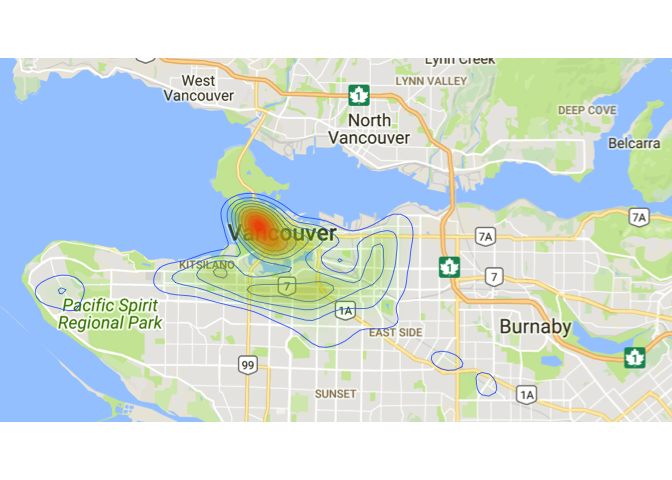 Lynn Creek
West
Vancouver
LYNN VALLEY
1
North
Vancouver
DEEP COVE
Belcarra
7A
Vancouver
7A
KITSILANO
1
7
7
Pacific Spirit
Regional Park
1A
EAST SIDE
Burnaby
1
99
SUNSET
1A